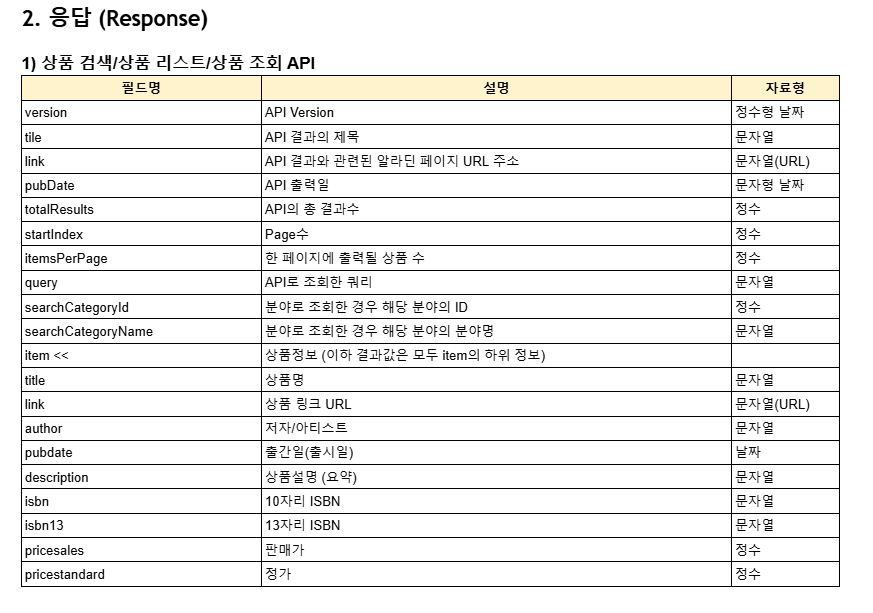 2. 응답 (Response)
1) 상품 검색/상품 리스트/상품 조회 API
필드명 설명 자료형
version API Version 정수형 날짜
tile API 결과의 제목 문자열
link API 결과와 관련된 알라딘 페이지 URL 주소 문자열(URL)
pubDate API 출력일 문자형 날짜
totalResults API의 총 결과수 정수
startIndex Page수 정수
itemsPerPage 한 페이지에 출력될 상품 수 정수
query API로 조회한 쿼리 문자열
searchCategoryId 분야로 조회한 경우 해당 분야의 ID 정수
searchCategoryName 분야로 조회한 경우 해당 분야의 분야명 문자열
item << 상품정보 (이하 결과값은 모두 item의 하위 정보)
title 상품명 문자열
link 상품 링크 URL 문자열(URL)
author 저자/아티스트 문자열
pubdate 출간일(출시일) 날짜
description 상품설명 (요약) 문자열
isbn 10자리 ISBN 문자열
isbn13 13자리 ISBN 문자열
pricesales 판매가 정수
pricestandard 정가 정수